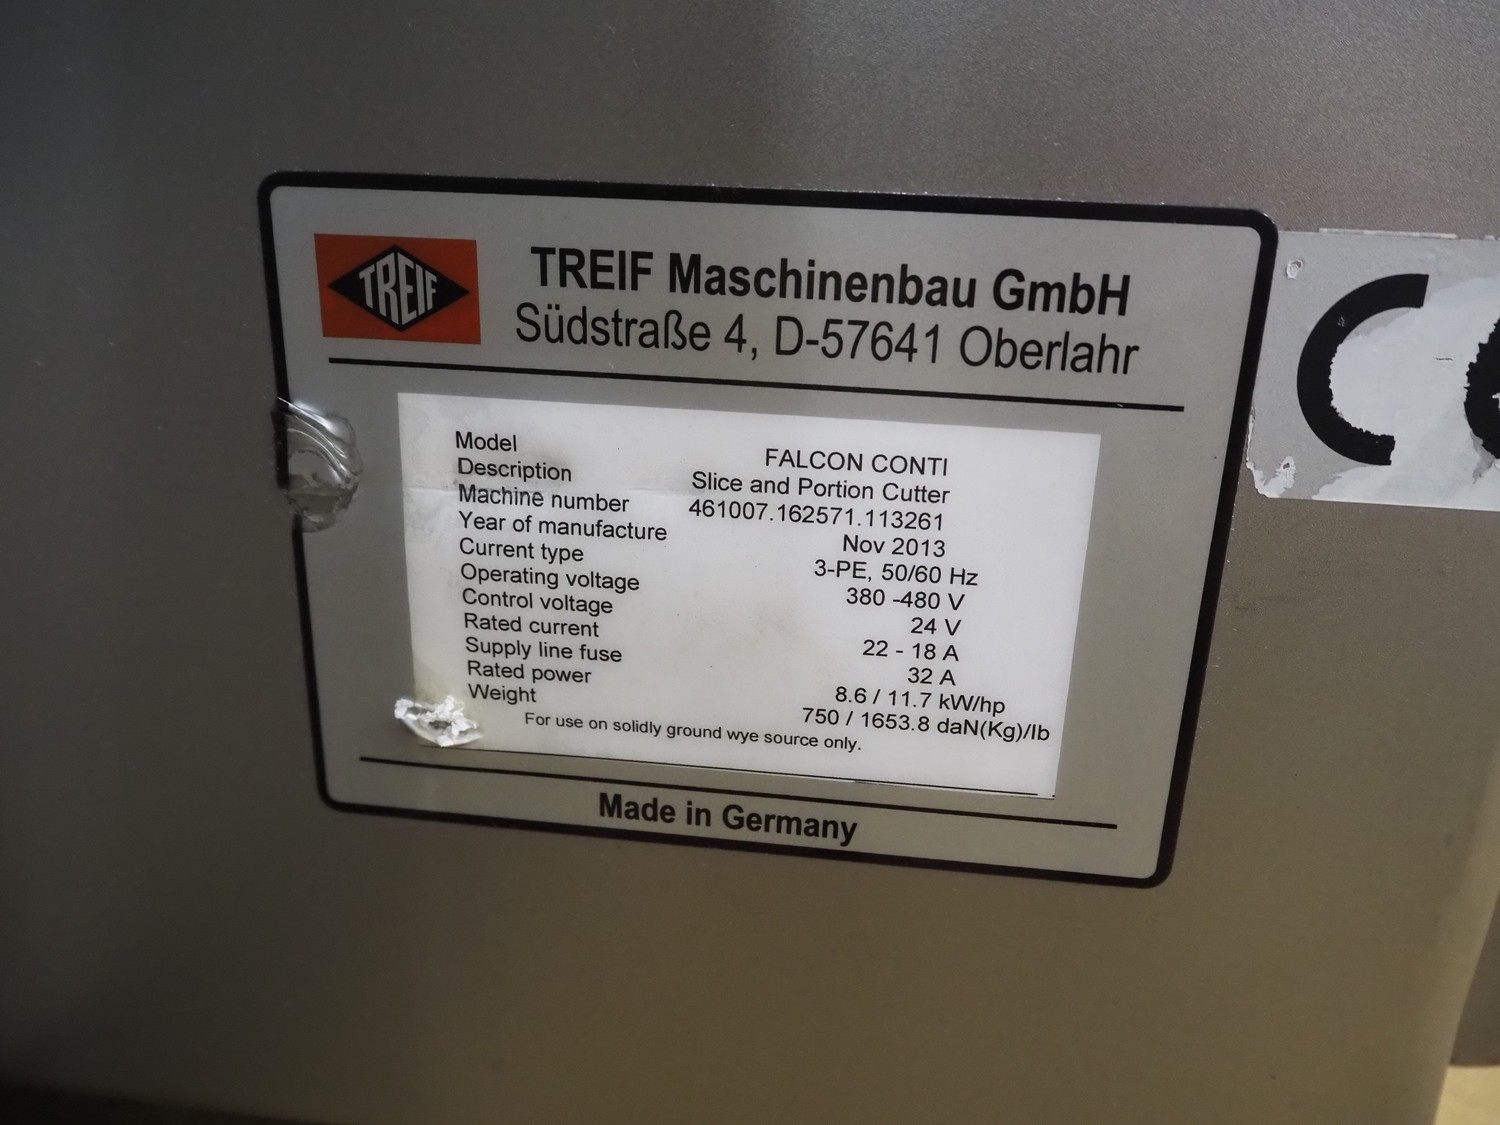 TREIF
TREIF Maschinenbau GmbH
Südstraße 4, D-57641 Oberlahr
Model FALCON CONTI
Description Slice and Portion Cutter
Machine number 461007.162571.113261
Year of manufacture Nov 2013
Current type 3-PE, 50/60 Hz
Operating voltage 380 -480 V
Control voltage 24 V
Rated current 22 - 18 A
Supply line fuse 32 A
Rated power 8.6 / 11.7 kW/hp
Weight 750 / 1653.8 daN(Kg)/lb
For use on solidly ground wye source only.
Made in Germany
CE